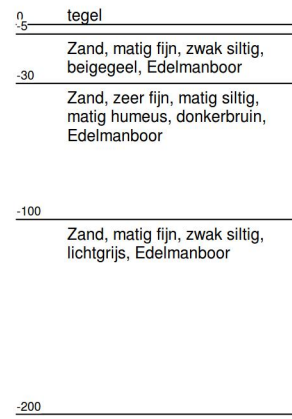 0 tegel
-5
Zand, matig fijn, zwak siltig,
beigegeel, Edelmanboor
-30
Zand, zeer fijn, matig siltig,
matig humeus, donkerbruin,
Edelmanboor
-100
Zand, matig fijn, zwak siltig,
lichtgrijs, Edelmanboor
-200